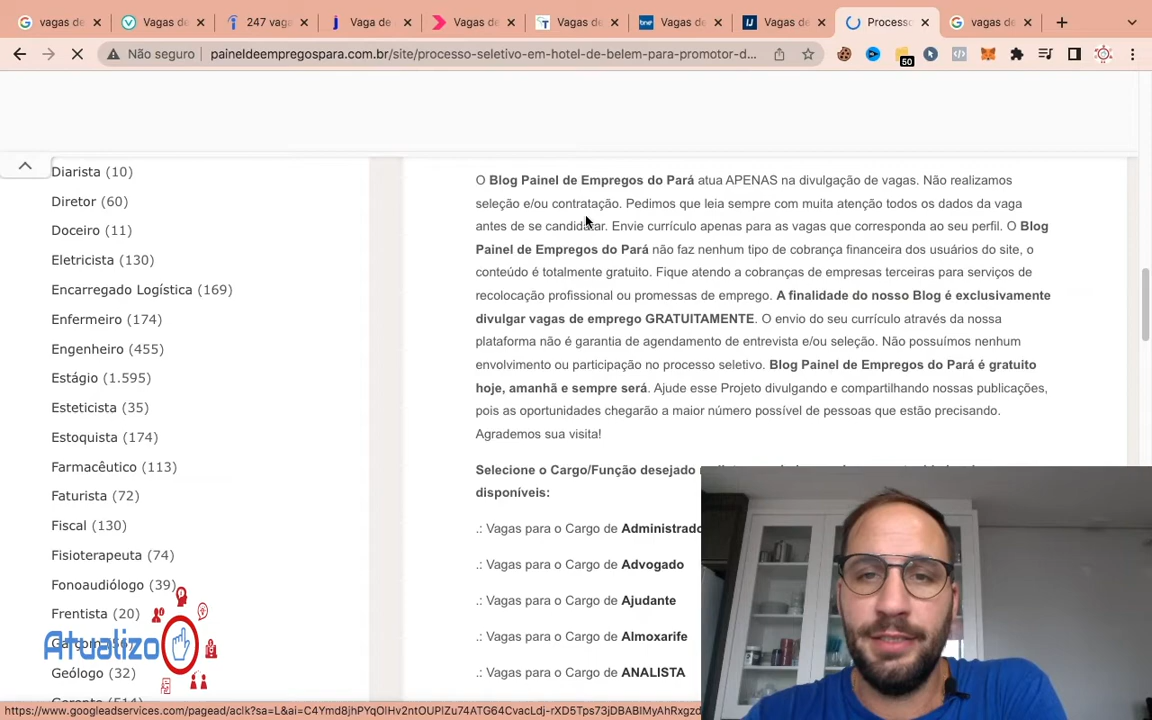 vagas de
Vagas de
247 vaga
Vaga de
Vagas de
Vagas de
Vagas de
Vagas de
Processo
vagas de
Não seguro
paineldeempregospara.com.br/site/processo-seletivo-em-hotel-de-belem-para-promotor-d...
50
Diarista (10)
Diretor (60)
Doceiro (11)
Eletricista (130)
Encarregado Logística (169)
Enfermeiro (174)
Engenheiro (455)
Estágio (1.595)
Esteticista (35)
Estoquista (174)
Farmacêutico (113)
Faturista (72)
Fiscal (130)
Fisioterapeuta (74)
Fonoaudiólogo (39)
Frentista (20)
Geólogo (32)
Atualizo
O Blog Painel de Empregos do Pará atua APENAS na divulgação de vagas. Não realizamos
seleção e/ou contratação. Pedimos que leia sempre com muita atenção todos os dados da vaga
antes de se candidatar. Envie currículo apenas para as vagas que corresponda ao seu perfil. O Blog
Painel de Empregos do Pará não faz nenhum tipo de cobrança financeira dos usuários do site, o
conteúdo é totalmente gratuito. Fique atendo a cobranças de empresas terceiras para serviços de
recolocação profissional ou promessas de emprego. A finalidade do nosso Blog é exclusivamente
divulgar vagas de emprego GRATUITAMENTE. O envio do seu currículo através da nossa
plataforma não é garantia de agendamento de entrevista e/ou seleção. Não possuímos nenhum
envolvimento ou participação no processo seletivo. Blog Painel de Empregos do Pará é gratuito
hoje, amanhã e sempre será. Ajude esse Projeto divulgando e compartilhando nossas publicações,
pois as oportunidades chegarão a maior número possível de pessoas que estão precisando.
Agrademos sua visita!
Selecione o Cargo/Função desejado
disponíveis:
.: Vagas para o Cargo de Administrado
.: Vagas para o Cargo de Advogado
.: Vagas para o Cargo de Ajudante
.: Vagas para o Cargo de Almoxarife
.: Vagas para o Cargo de ANALISTA